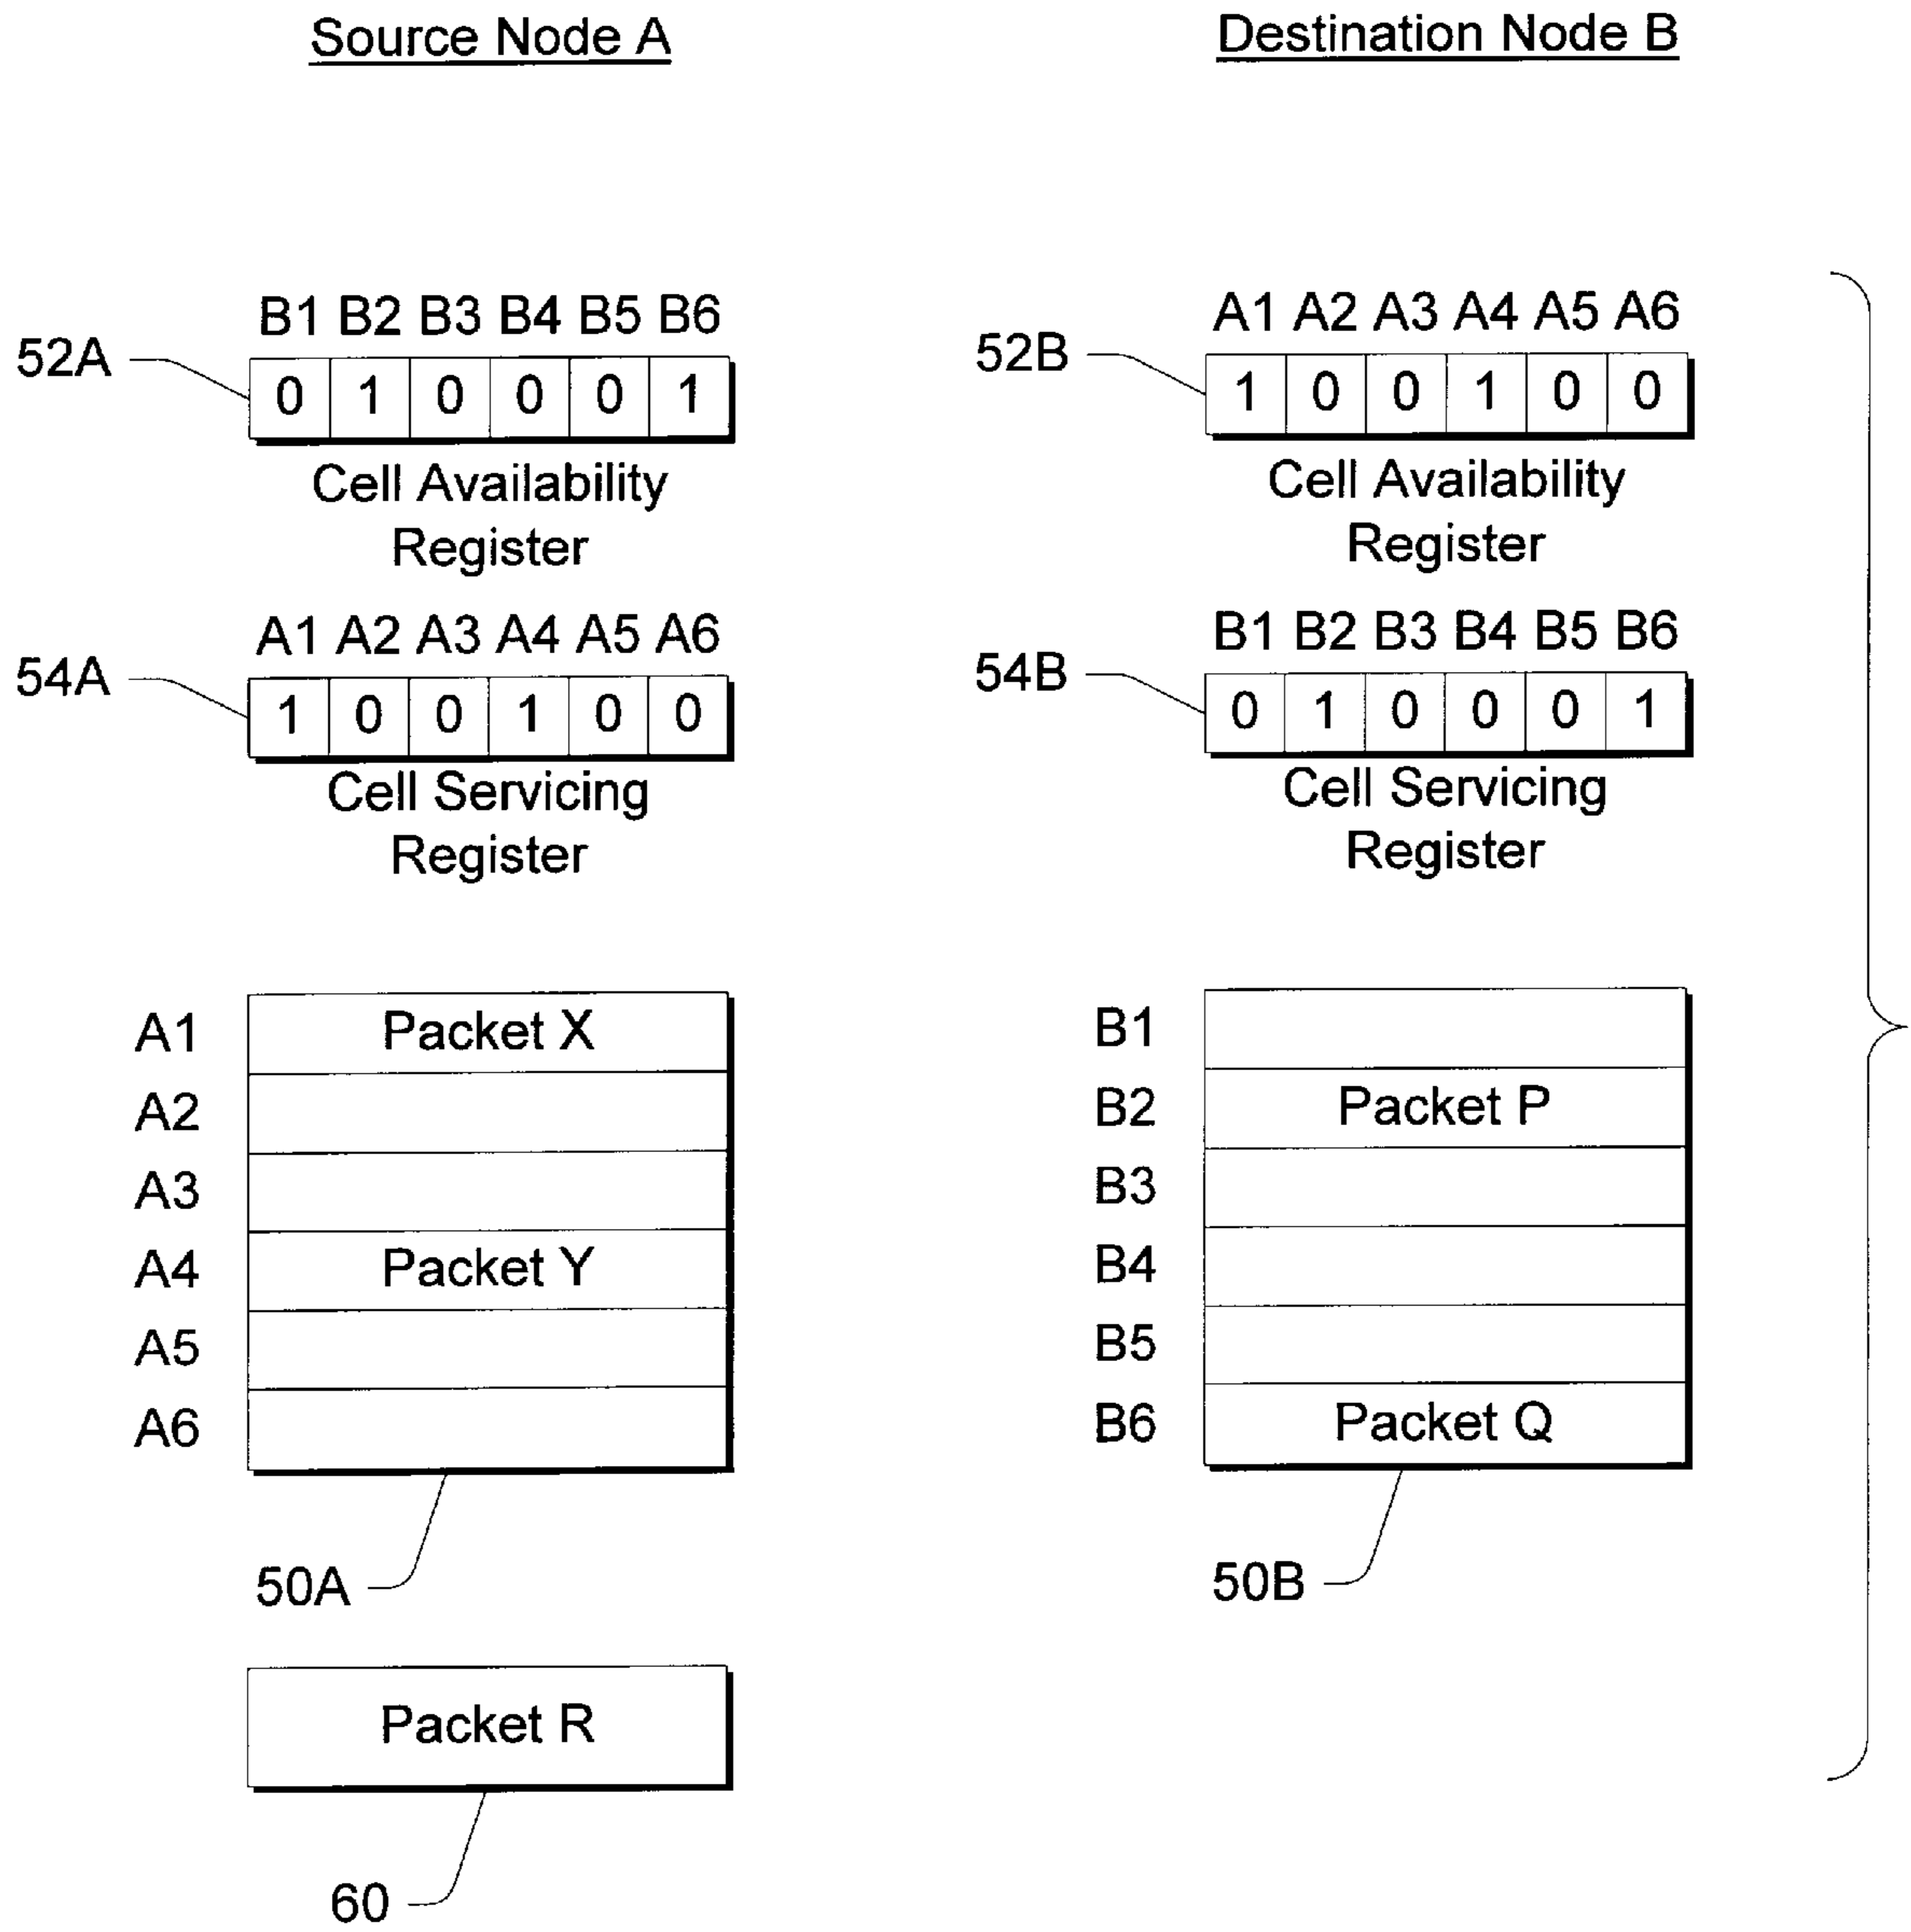 Source Node A
Destination Node B
B1 B2 B3 B4 B5 B6
52A
0 1 0 0 0 1
Cell Availability
Register
A1 A2 A3 A4 A5 A6
54A
1 0 0 1 0 0
Cell Servicing
Register
A1 Packet X
A2
A3
A4 Packet Y
A5
A6
50A
Packet R
60
A1 A2 A3 A4 A5 A6
52B
1 0 0 1 0 0
Cell Availability
Register
B1 B2 B3 B4 B5 B6
54B
0 1 0 0 0 1
Cell Servicing
Register
B1
B2 Packet P
B3
B4
B5
B6 Packet Q
50B